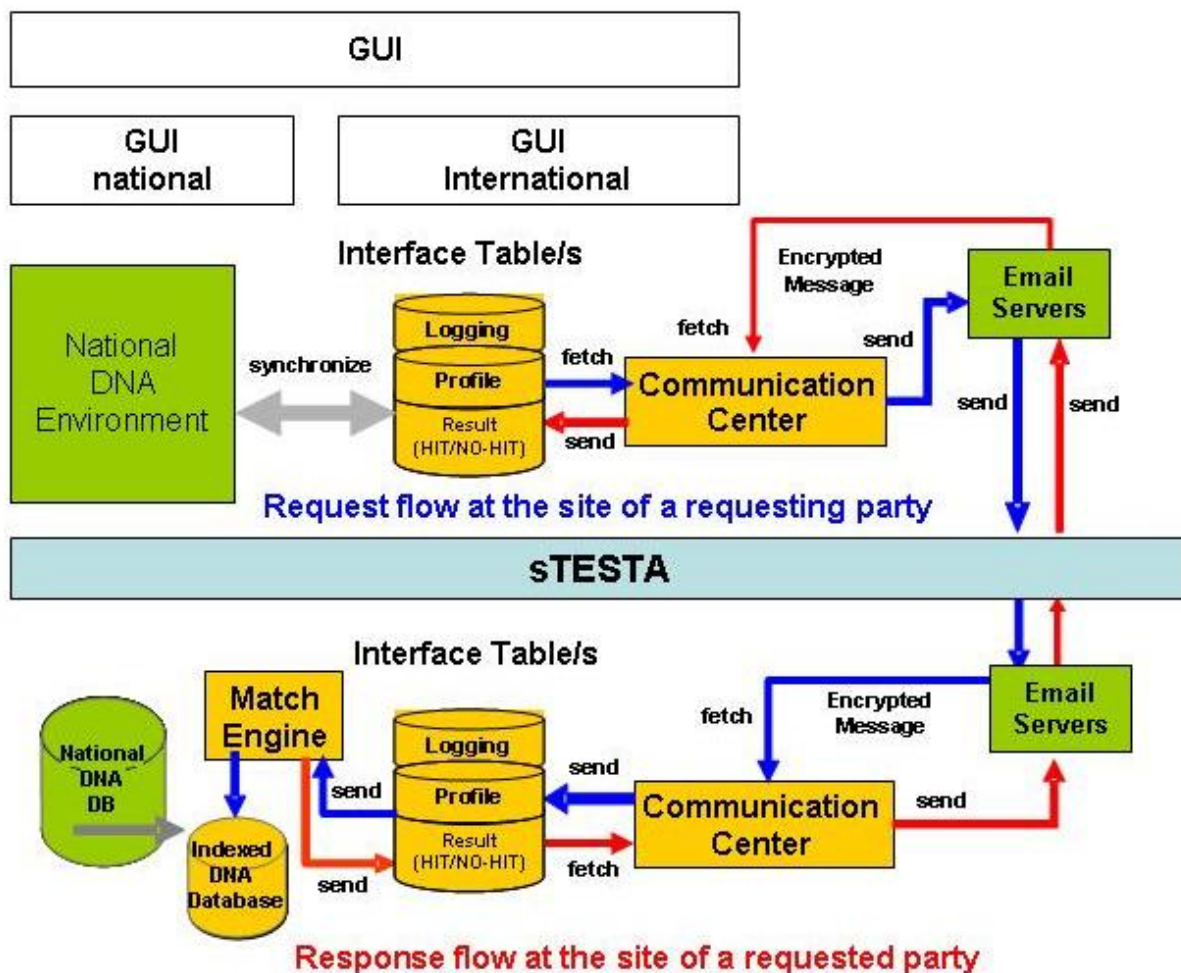 GUI
GUI
national
GUI
International
Interface Table/s
Encrypted
Message
Email
Servers
National
DNA
Environment
synchronize
Logging
Profile
Result
(HIT/NO-HIT)
fetch
send
Communication
Center
fetch
send
send
send
Request flow at the site of a requesting party
sTESTA
Interface Table/s
Match
Engine
National
DNA
DB
Indexed
DNA
Database
send
send
Logging
Profile
Result
(HIT/NO-HIT)
send
fetch
fetch
Encrypted
Message
Communication
Center
send
Email
Servers
Response flow at the site of a requested party